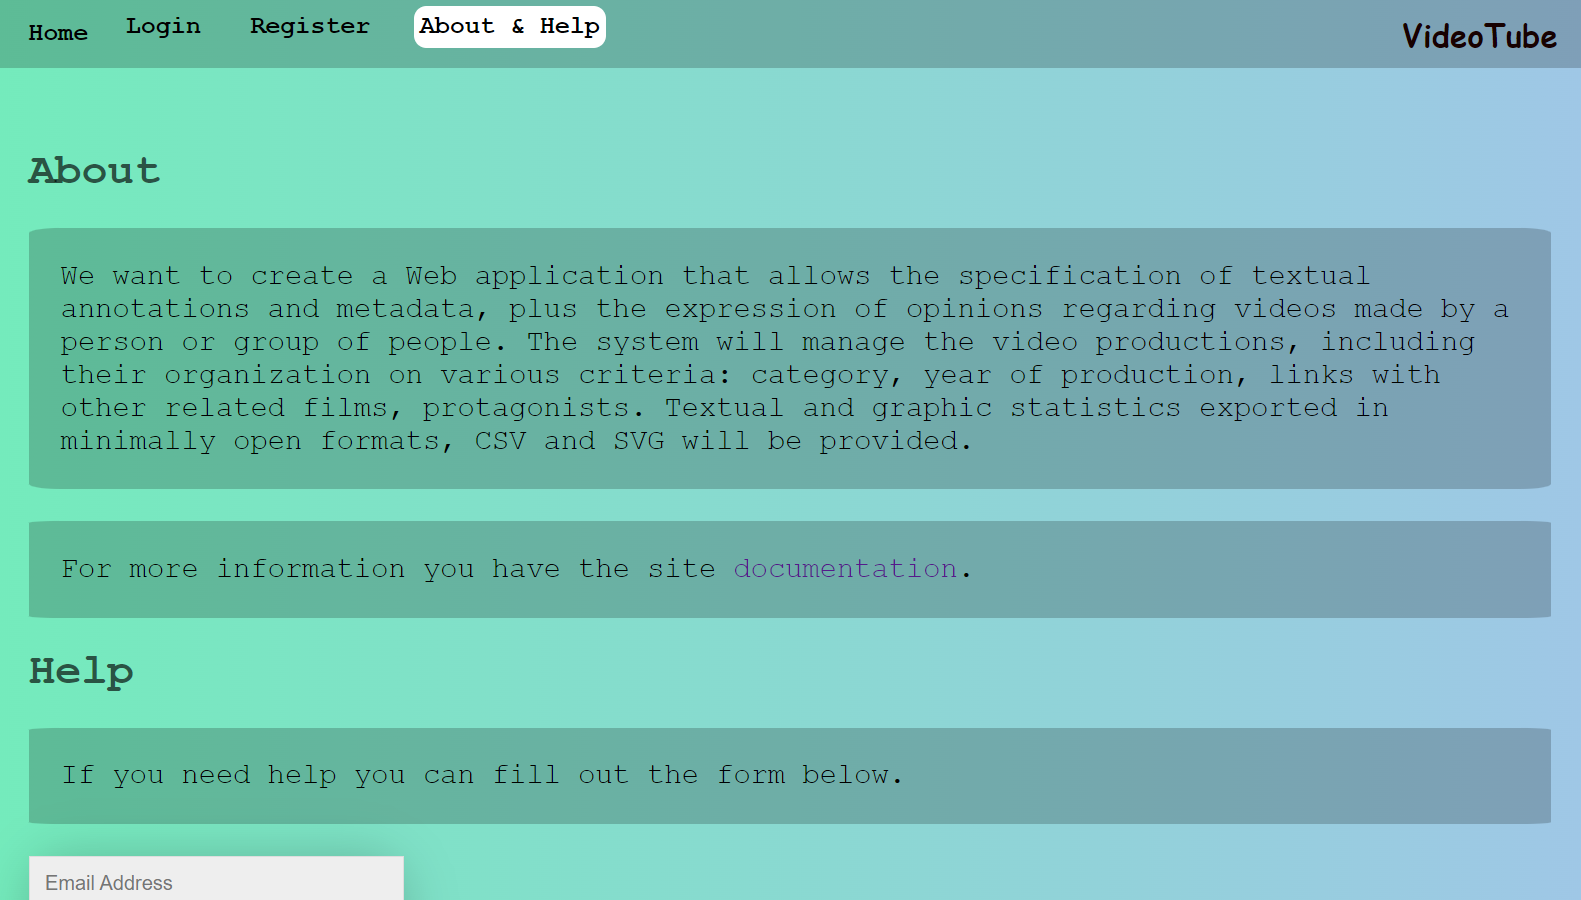 Home Login Register About & Help VideoTube
About
We want to create a Web application that allows the specification of textual
annotations and metadata, plus the expression of opinions regarding videos made by a
person or group of people. The system will manage the video productions, including
their organization on various criteria: category, year of production, links with
other related films, protagonists. Textual and graphic statistics exported in
minimally open formats, CSV and SVG will be provided.
For more information you have the site documentation.
Help
If you need help you can fill out the form below.
Email Address